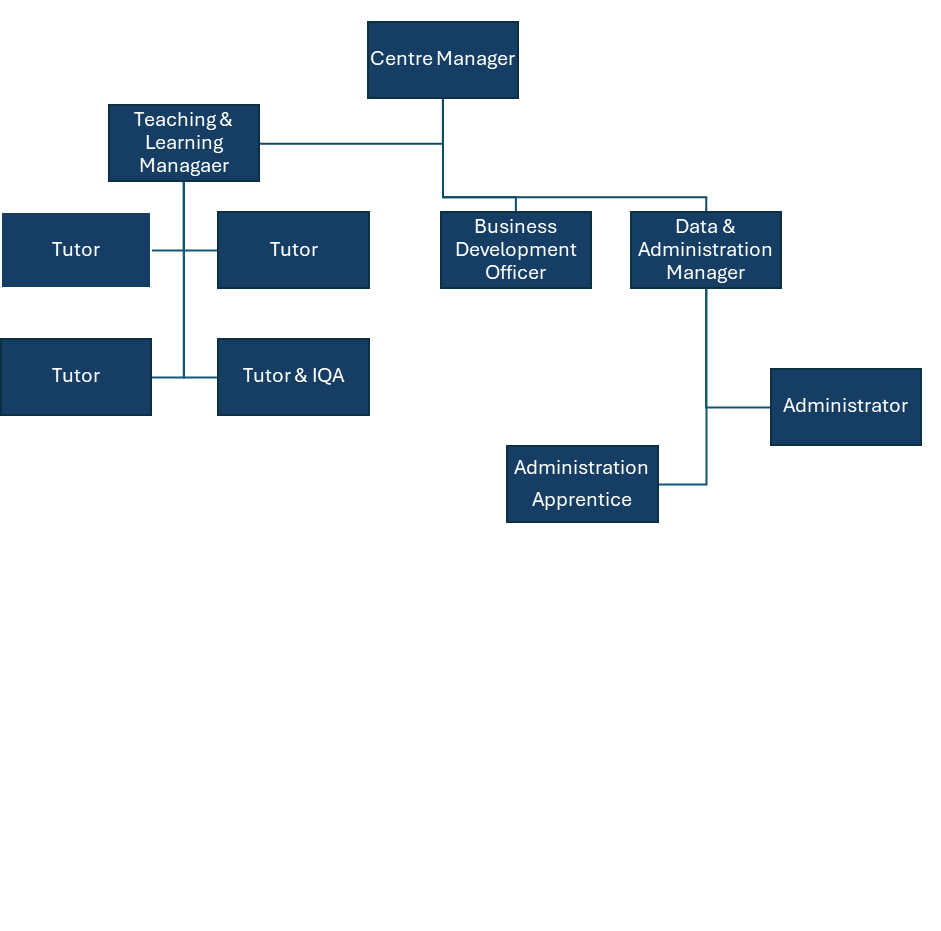 Centre Manager
Teaching &
Learning
Managaer
Tutor
Tutor
Business
Development
Officer
Data &
Administration
Manager
Tutor
Tutor & IQA
Administrator
Administration
Apprentice